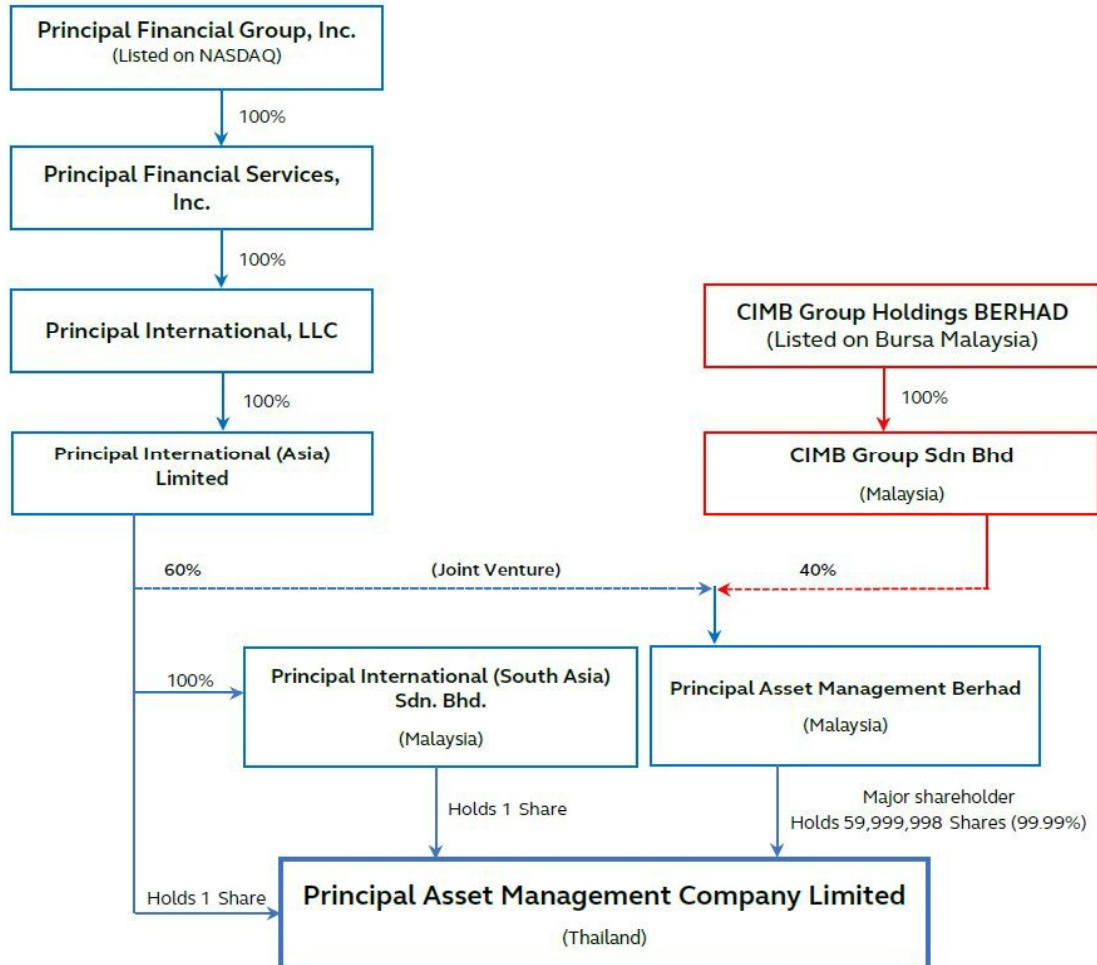 Principal Financial Group, Inc.
(Listed on NASDAQ)
100%
Principal Financial Services,
Inc.
100%
Principal International, LLC
100%
Principal International (Asia)
Limited
CIMB Group Holdings BERHAD
(Listed on Bursa Malaysia)
100%
CIMB Group Sdn Bhd
(Malaysia)
60%
(Joint Venture)
40%
100%
Principal International (South Asia)
Sdn. Bhd.
(Malaysia)
Principal Asset Management Berhad
(Malaysia)
Holds 1 Share
Major shareholder
Holds 59,999,998 Shares (99.99%)
Holds 1 Share
Principal Asset Management Company Limited
(Thailand)